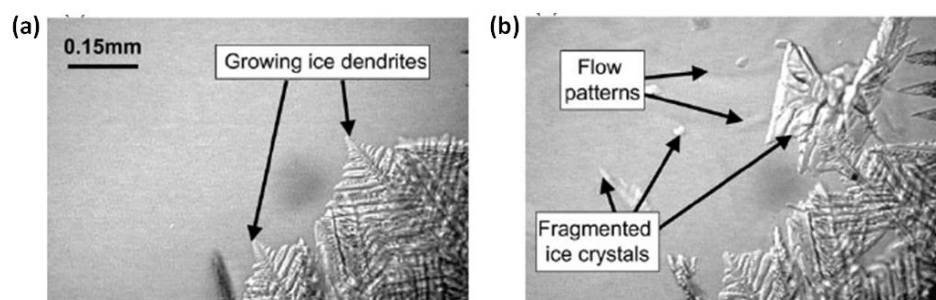 (a)
0.15mm
Growing ice dendrites
(b)
Flow
patterns
Fragmented
ice crystals